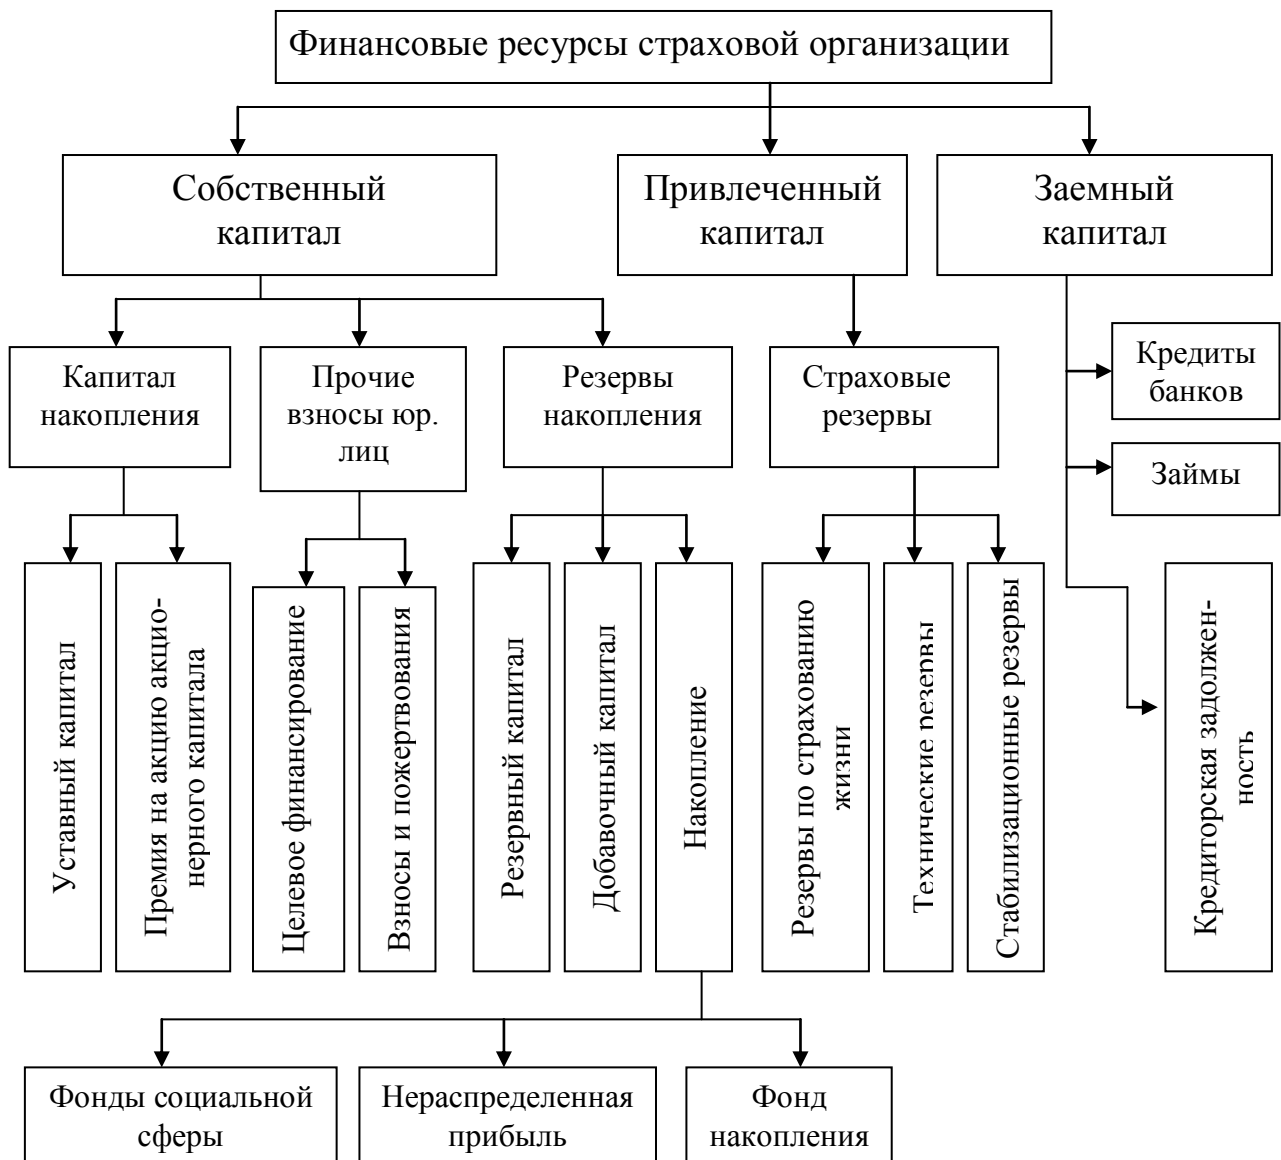 Финансовые ресурсы страховой организации
Собственный
капитал
Привлеченный
капитал
Заемный
капитал
Капитал
накопления
Прочие
взносы юр.
лиц
Резервы
накопления
Страховые
резервы
Кредиты
банков
Займы
Уставный капитал
Премия на акцию акцио-
нерного капитала
Целевое финансирование
Взносы и пожертвования
Резервный капитал
Добавочный капитал
Накопление
Резервы по страхованию
жизни
Технические резервы
Стабилизационные резервы
Кредиторская задолжен-
ность
Фонды социальной
сферы
Нераспределенная
прибыль
Фонд
накопления